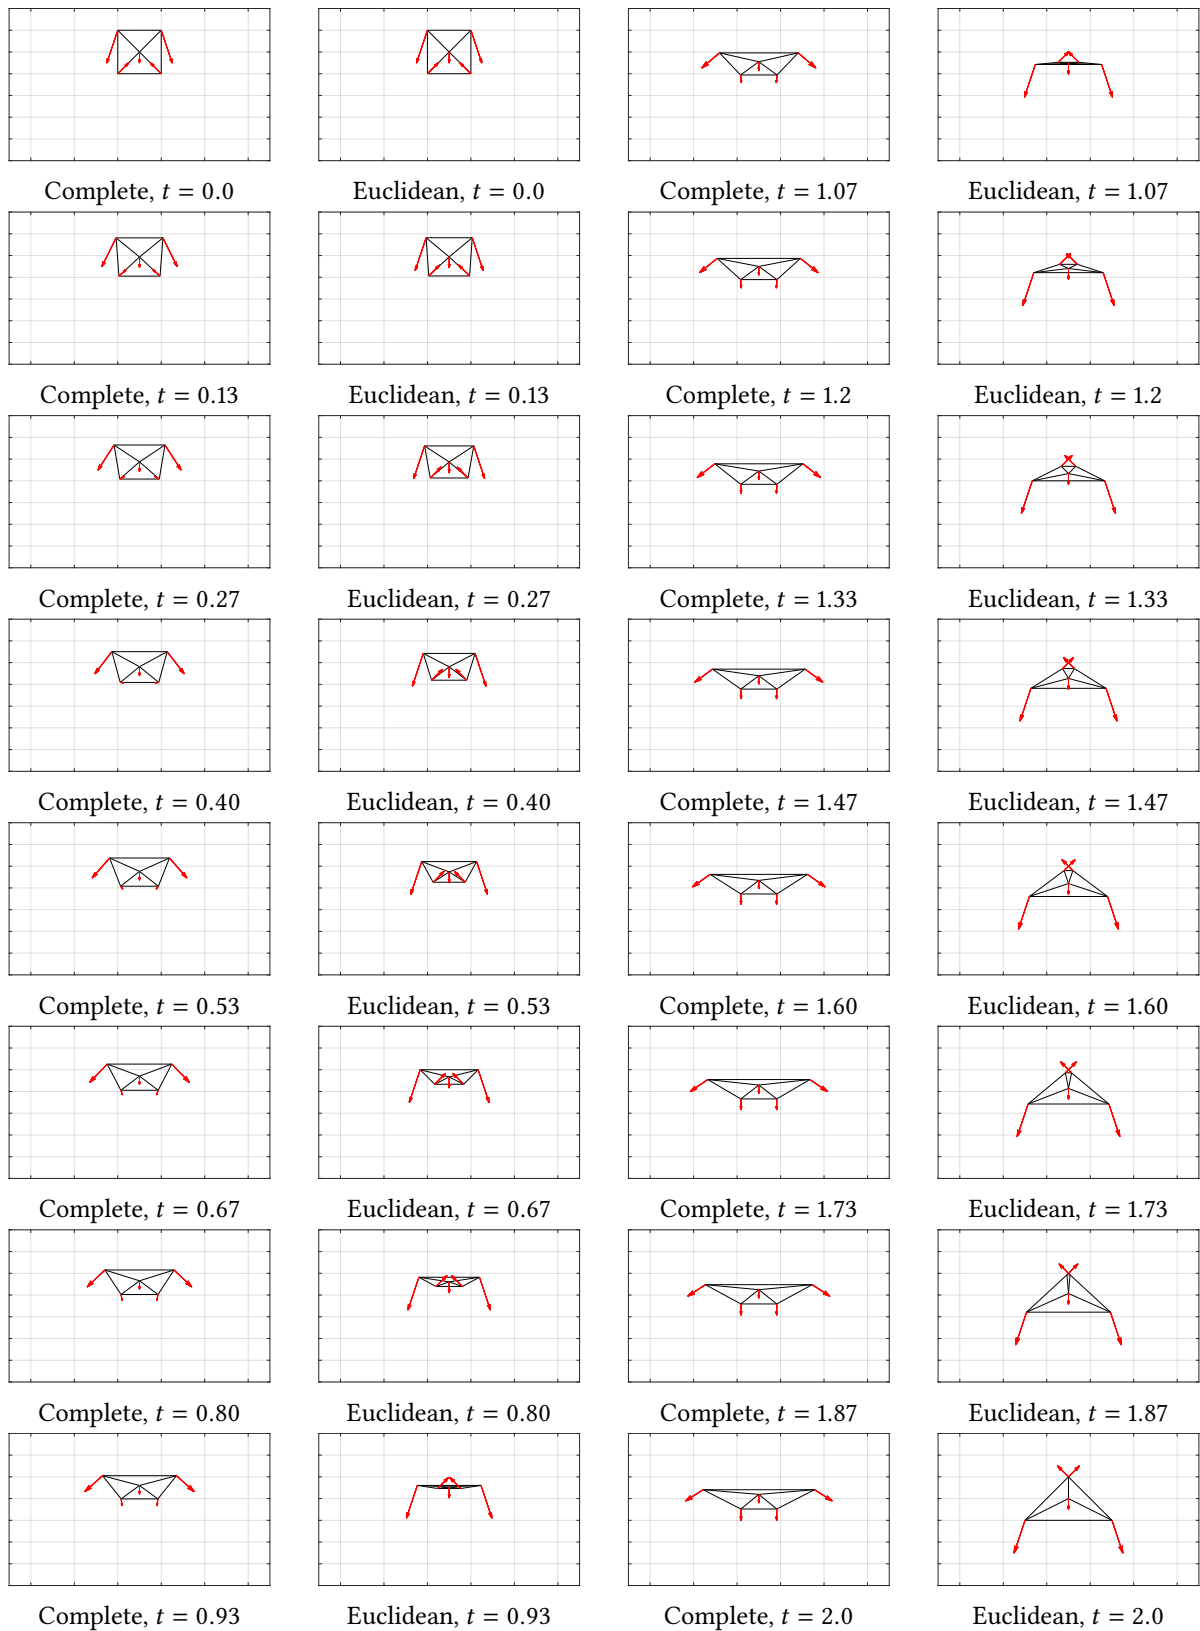 Complete, t = 0.0 Euclidean, t = 0.0 Complete, t = 1.07 Euclidean, t = 1.07
Complete, t = 0.13 Euclidean, t = 0.13 Complete, t = 1.2 Euclidean, t = 1.2
Complete, t = 0.27 Euclidean, t = 0.27 Complete, t = 1.33 Euclidean, t = 1.33
Complete, t = 0.40 Euclidean, t = 0.40 Complete, t = 1.47 Euclidean, t = 1.47
Complete, t = 0.53 Euclidean, t = 0.53 Complete, t = 1.60 Euclidean, t = 1.60
Complete, t = 0.67 Euclidean, t = 0.67 Complete, t = 1.73 Euclidean, t = 1.73
Complete, t = 0.80 Euclidean, t = 0.80 Complete, t = 1.87 Euclidean, t = 1.87
Complete, t = 0.93 Euclidean, t = 0.93 Complete, t = 2.0 Euclidean, t = 2.0